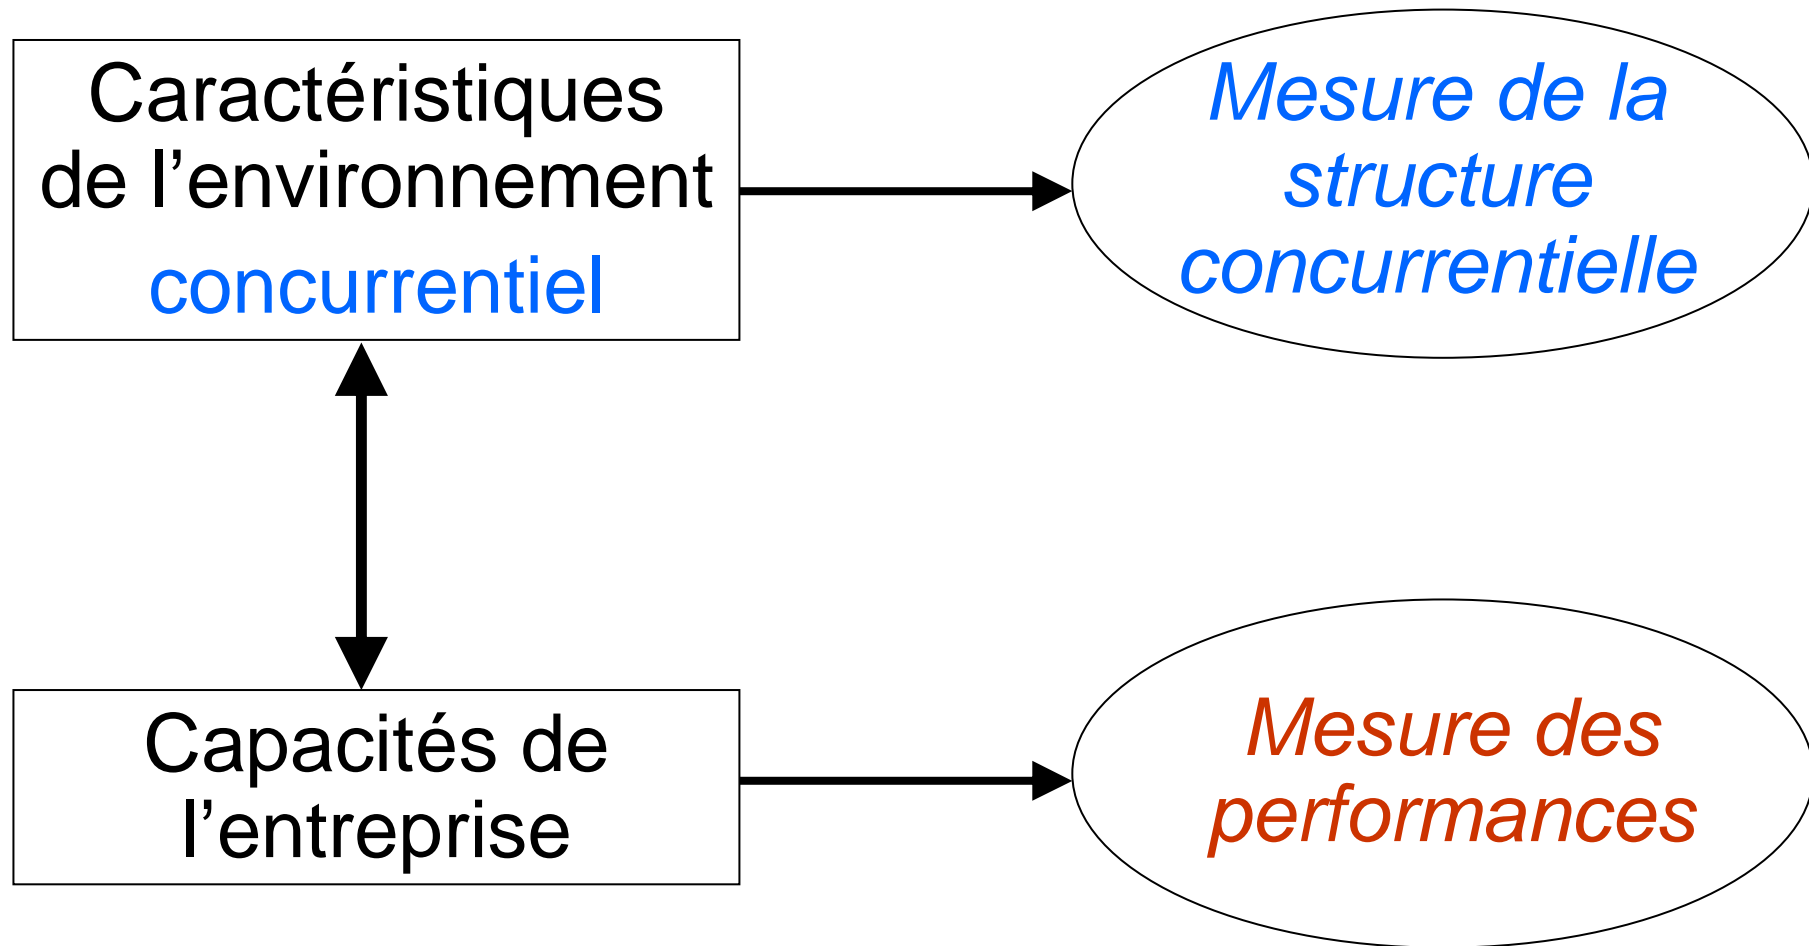 Caractéristiques
de l’environnement
concurrentiel
Mesure de la
structure
concurrentielle
Capacités de
l’entreprise
Mesure des
performances